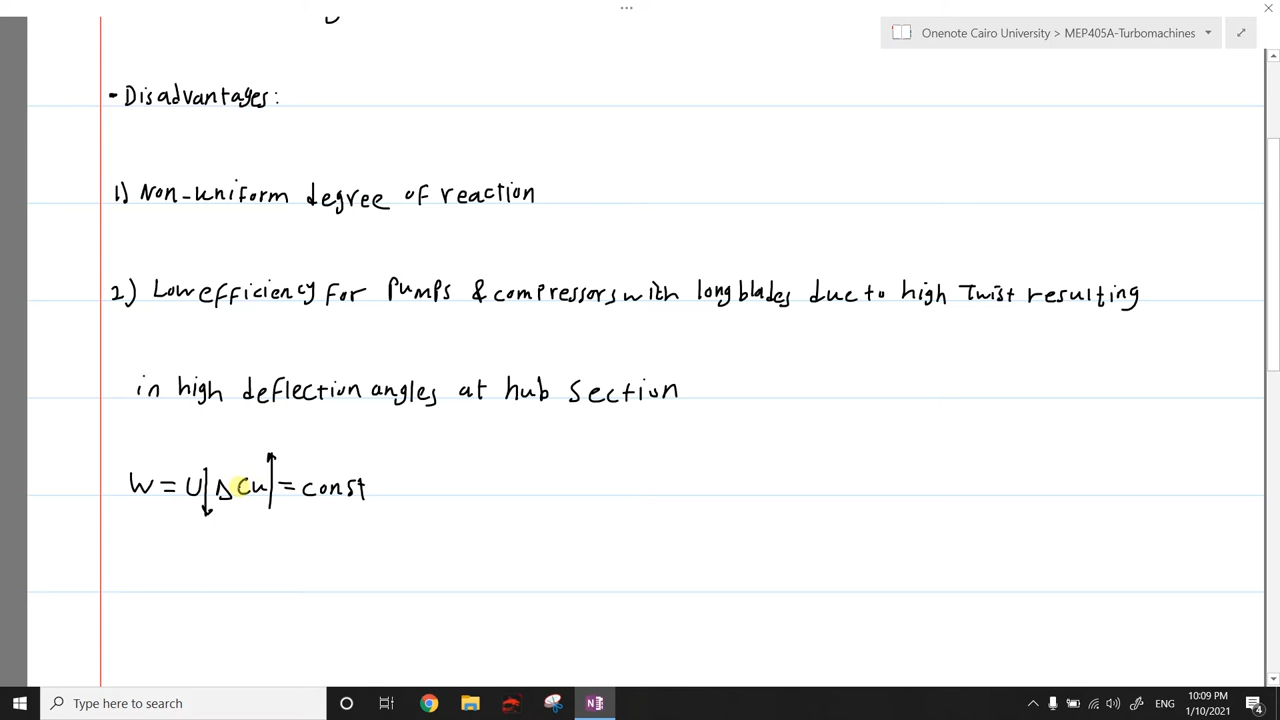 Onenote Cairo University > MEP405A-Turbomachines
- Disadvantages:
1) Non-uniform degree of reaction
2) Low efficiency for Pumps & compressors with long blades due to high Twist resulting
in high deflection angles at hub section
W = U↓ ΔCu↑ = const
Type here to search
10:09 PM
ENG
1/10/2021
4